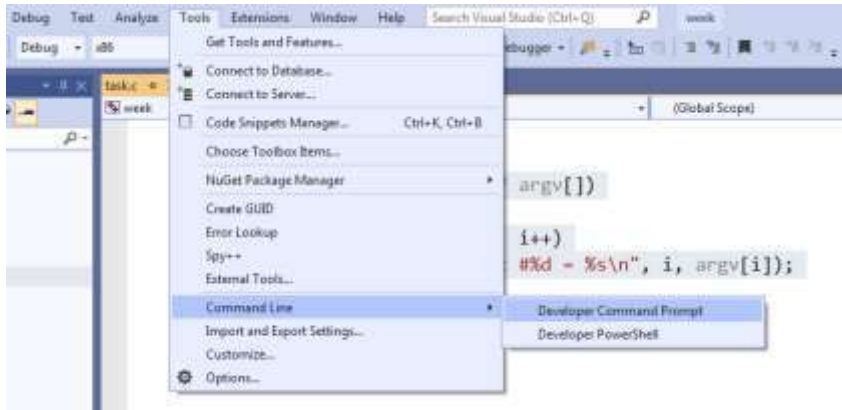 Debug Test Analyze Tools Extensions Window Help Search Visual Studio (Ctrl+Q) week
Debug x86
Get Tools and Features...
ebugger
Connect to Database...
task.c
Connect to Server...
week
(Global Scope)
Code Snippets Manager... Ctrl+K, Ctrl+B
Choose Toolbox Items...
NuGet Package Manager
argv[])
Create GUID
Error Lookup
i++)
Spy++
#%d - %s\n", i, argv[i]);
External Tools...
Command Line
Developer Command Prompt
Import and Export Settings...
Developer PowerShell
Customize...
Options...